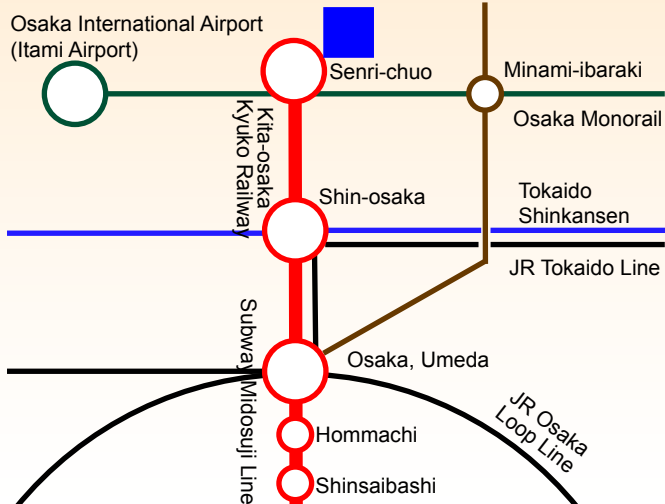 Osaka International Airport
(Itami Airport)
Senri-chuo
Minami-ibaraki
Osaka Monorail
Kita-osaka
Kyuko Railway
Shin-osaka
Tokaido
Shinkansen
JR Tokaido Line
Subway Midosuji Line
Osaka, Umeda
JR Osaka
Loop Line
Hommachi
Shinsaibashi